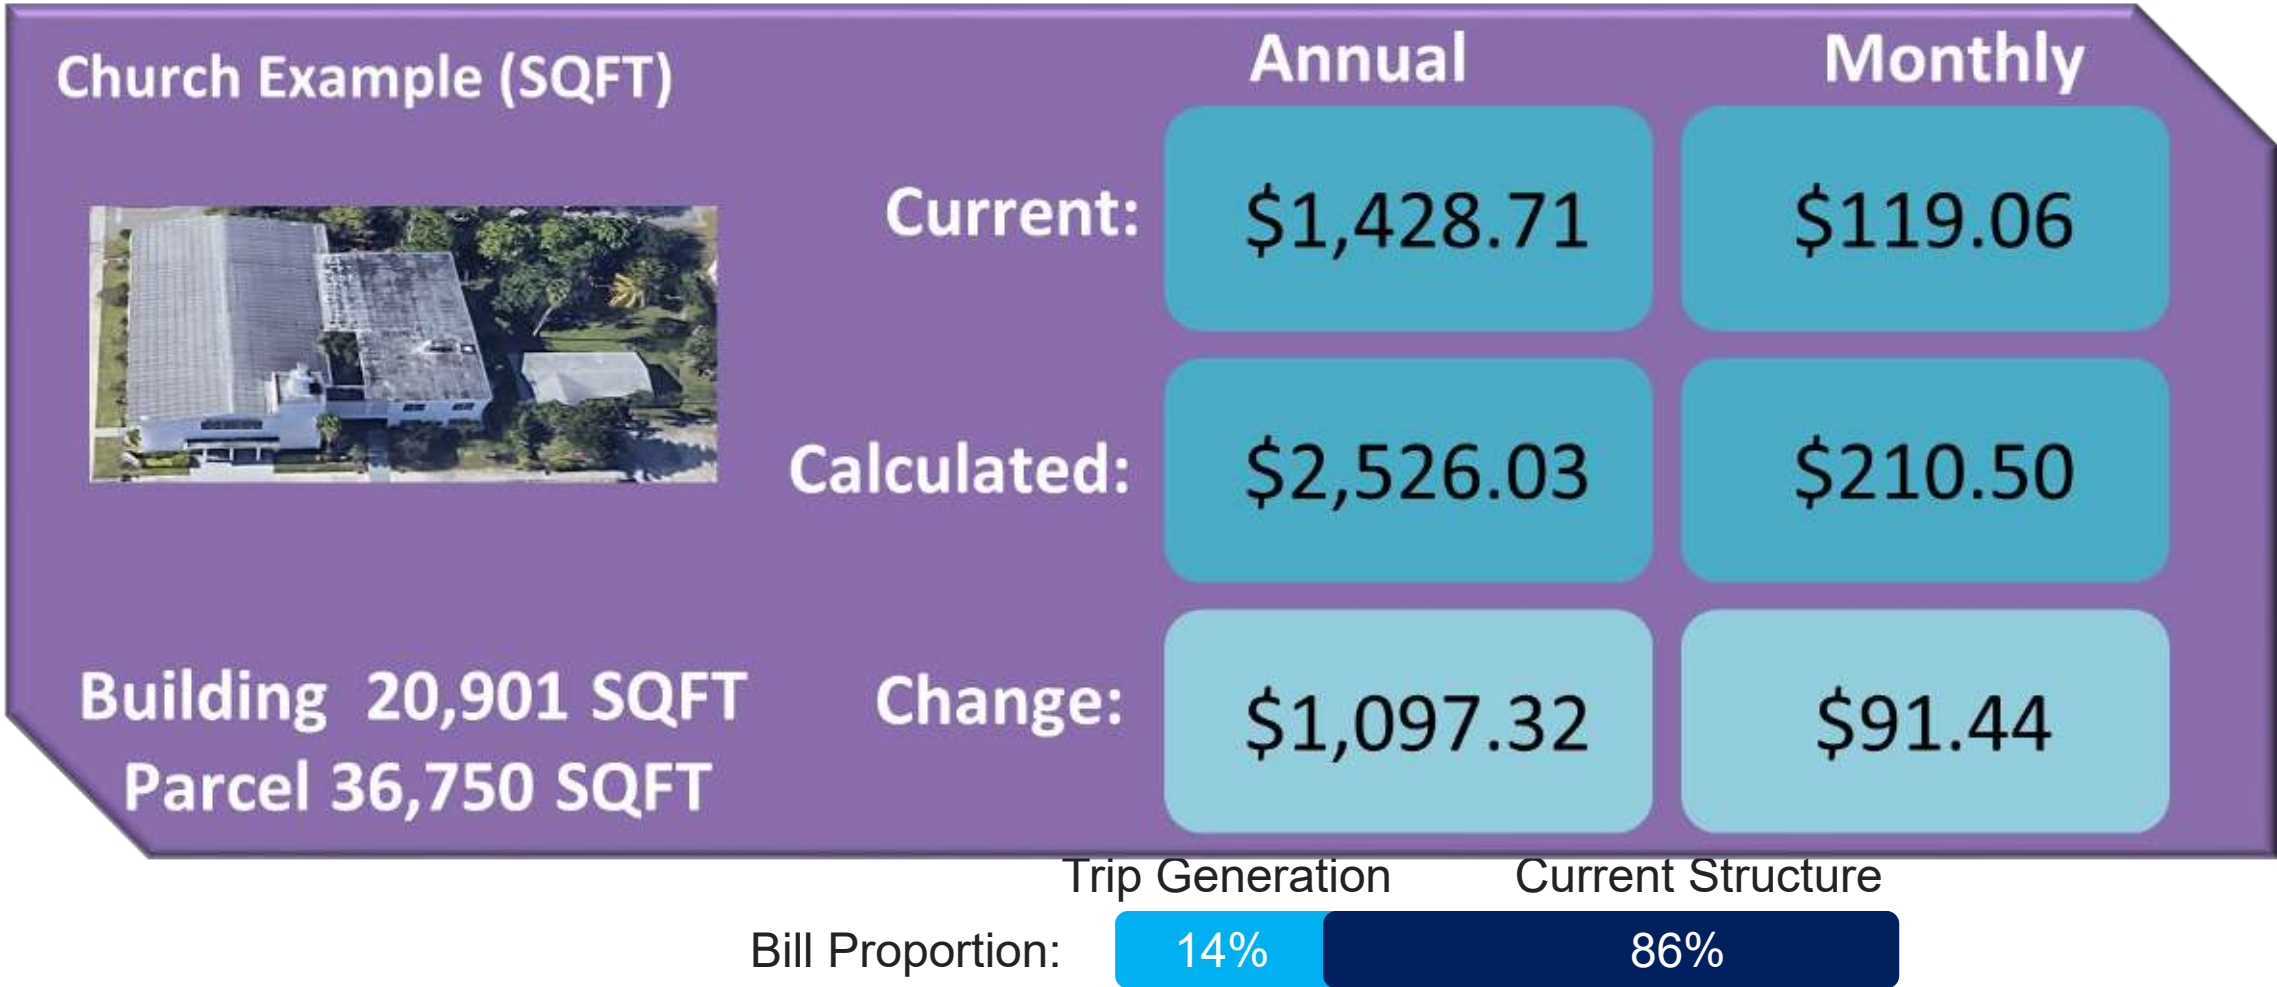 Church Example (SQFT)
Annual Monthly
Current: $1,428.71 $119.06
Calculated: $2,526.03 $210.50
Change: $1,097.32 $91.44
Building 20,901 SQFT
Parcel 36,750 SQFT
Trip Generation Current Structure
Bill Proportion: 14% 86%